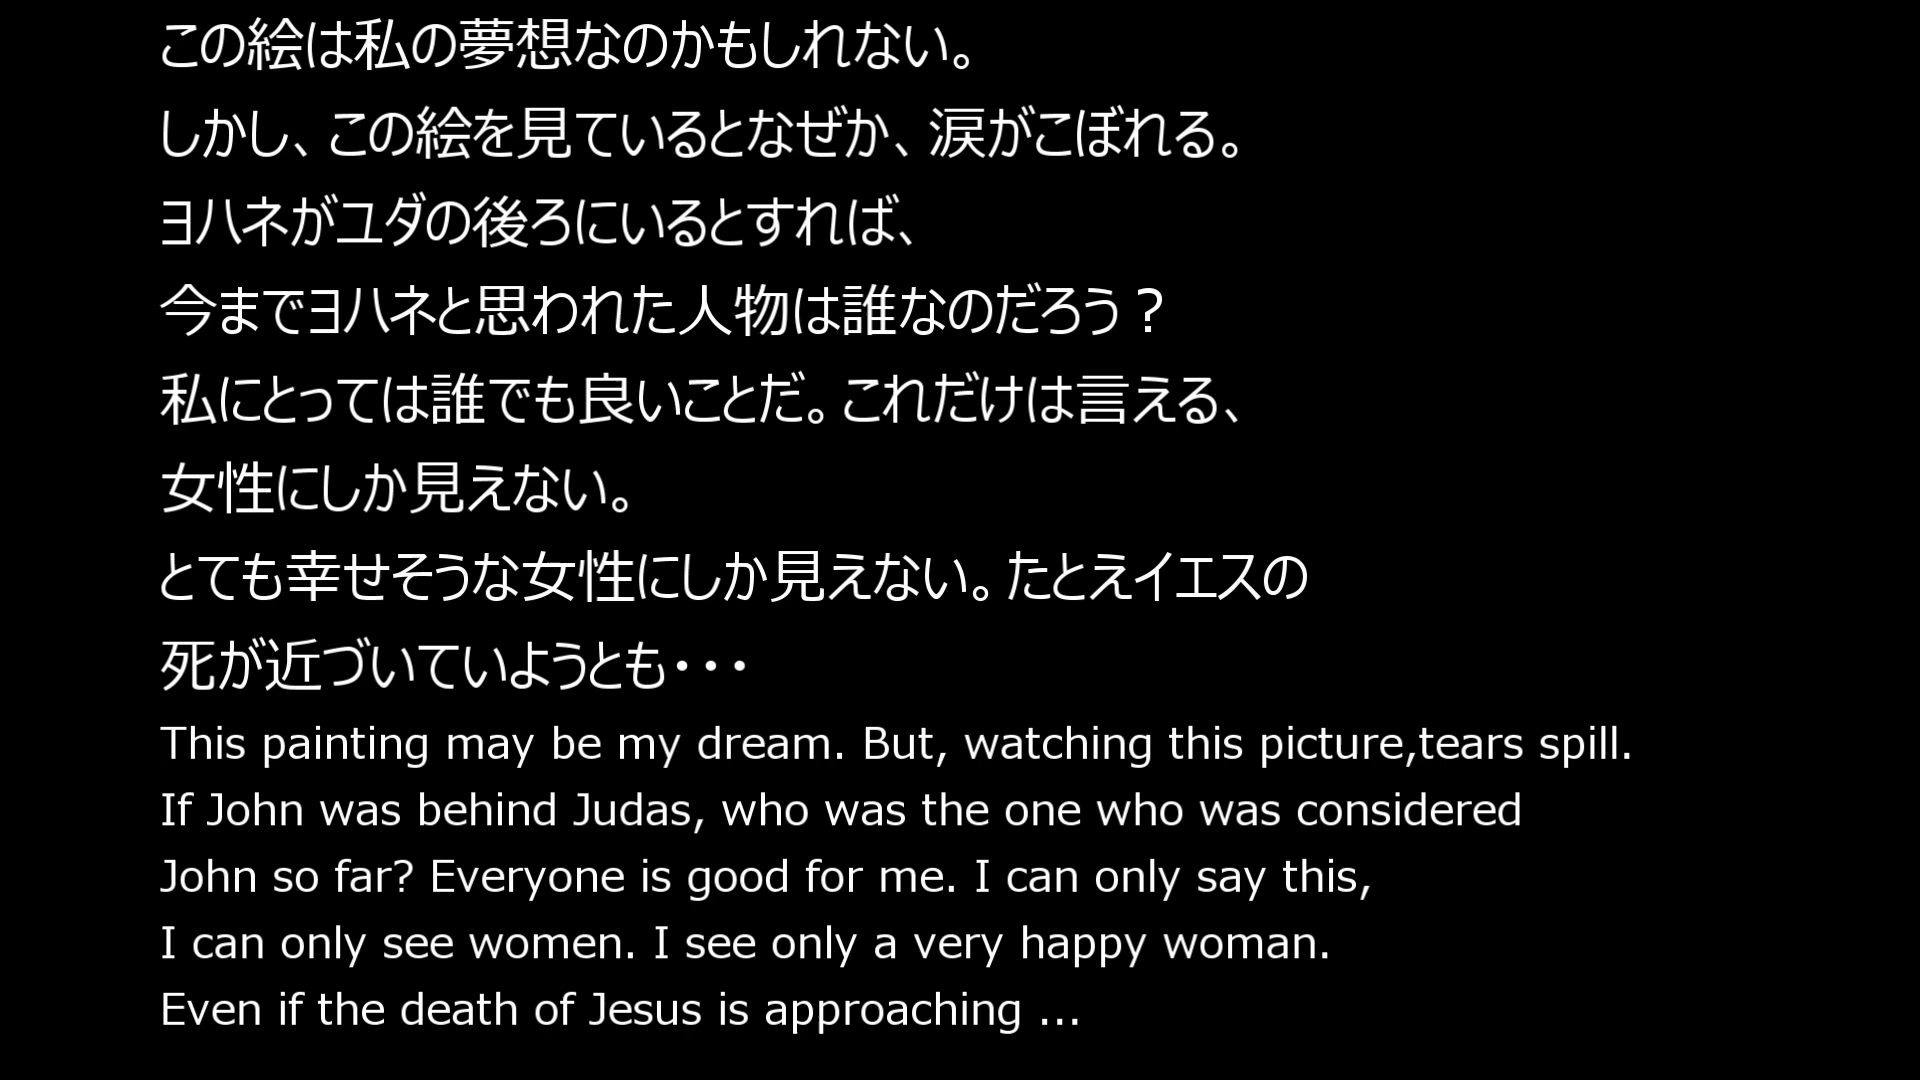 この絵は私の夢想なのかもしれない。
しかし、この絵を見ているとなぜか、涙がこぼれる。
ヨハネがユダの後ろにいるとすれば、
今までヨハネと思われた人物は誰なのだろう？
私にとっては誰でも良いことだ。これだけは言える、
女性にしか見えない。
とても幸せそうな女性にしか見えない。たとえイエスの
死が近づいていようとも・・・
This painting may be my dream. But, watching this picture,tears spill.
If John was behind Judas, who was the one who was considered
John so far? Everyone is good for me. I can only say this,
I can only see women. I see only a very happy woman.
Even if the death of Jesus is approaching ...